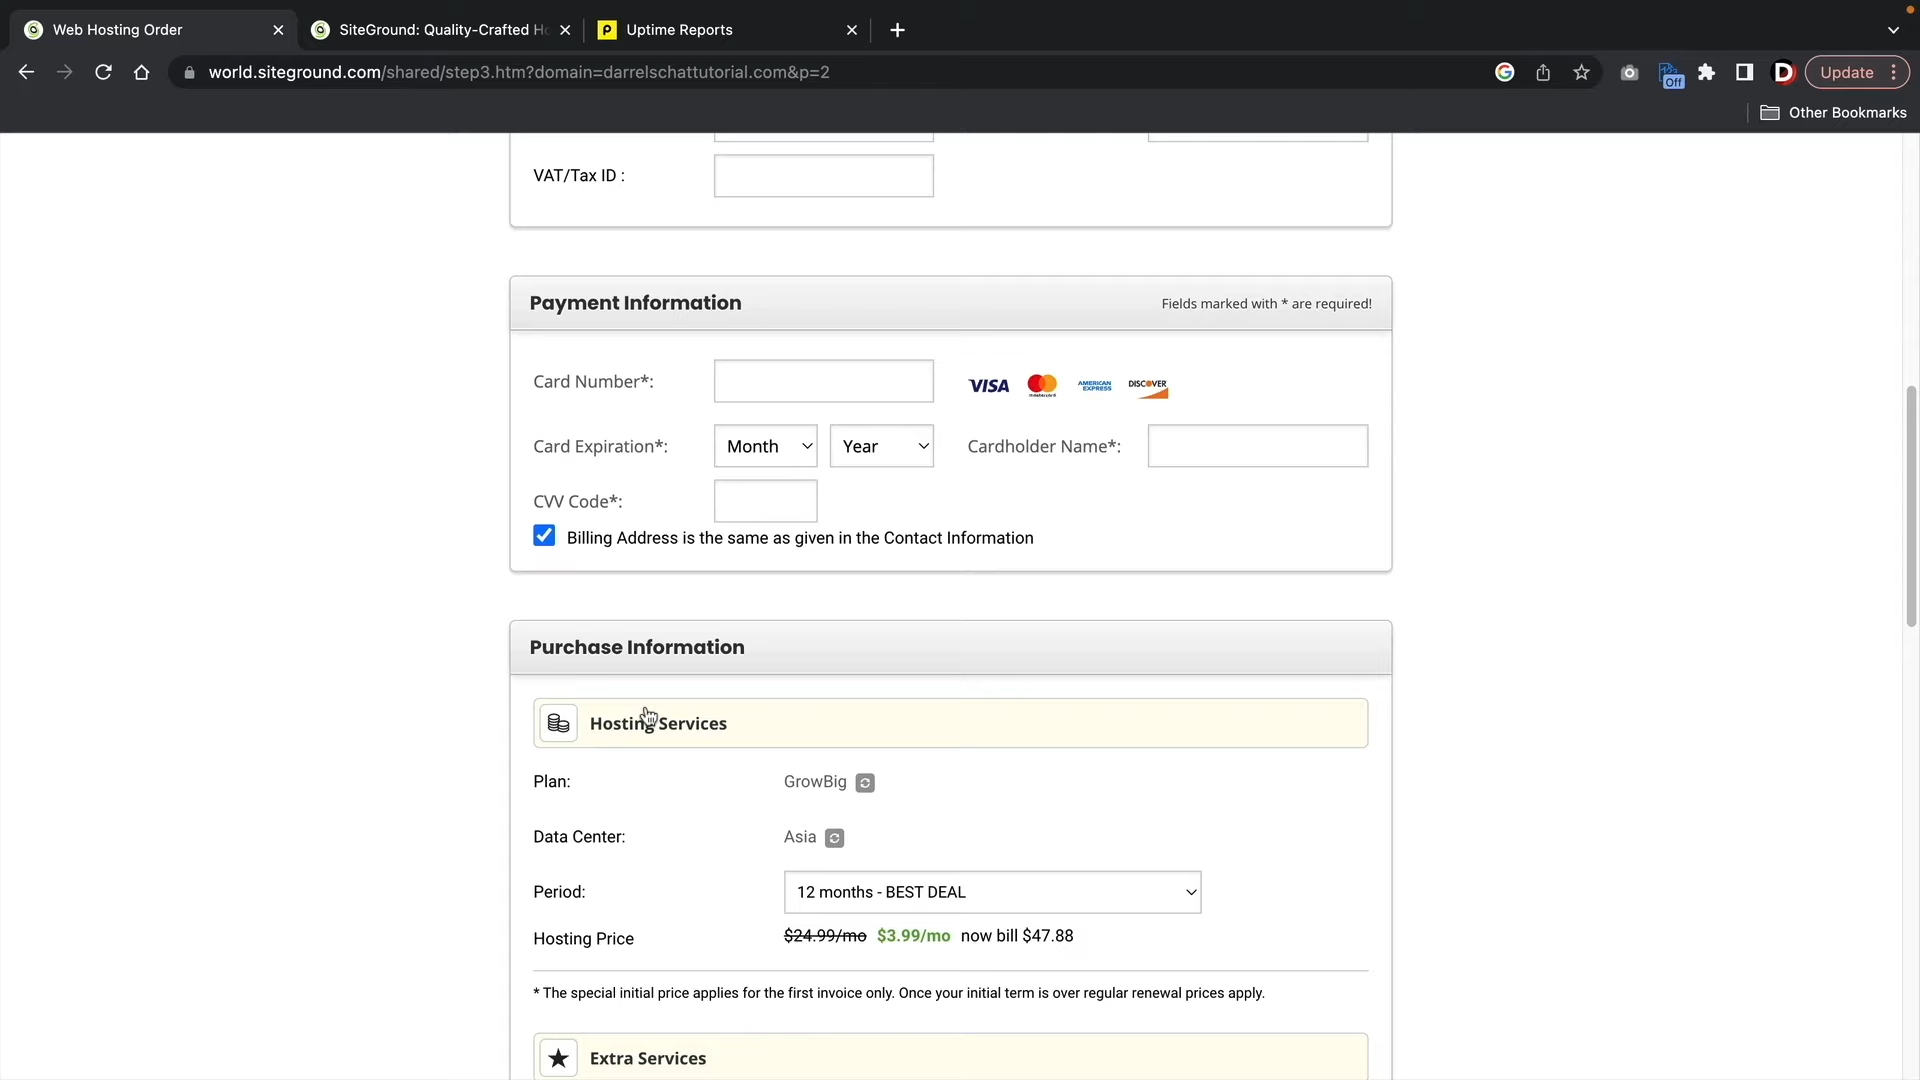 Web Hosting Order
SiteGround: Quality-Crafted Ho
Uptime Reports
world.siteground.com/shared/step3.htm?domain=darrelschattutorial.com&p=2
Off
D
Update
Other Bookmarks
VAT/Tax ID :
Payment Information
Fields marked with * are required!
Card Number*:
VISA
mastercard
AMERICAN EXPRESS
DISCOVER
Card Expiration*:
Month
Year
Cardholder Name*:
CVV Code*:
Billing Address is the same as given in the Contact Information
Purchase Information
Hosting Services
Plan:
GrowBig
Data Center:
Asia
Period:
12 months - BEST DEAL
Hosting Price
$24.99/mo $3.99/mo now bill $47.88
* The special initial price applies for the first invoice only. Once your initial term is over regular renewal prices apply.
Extra Services